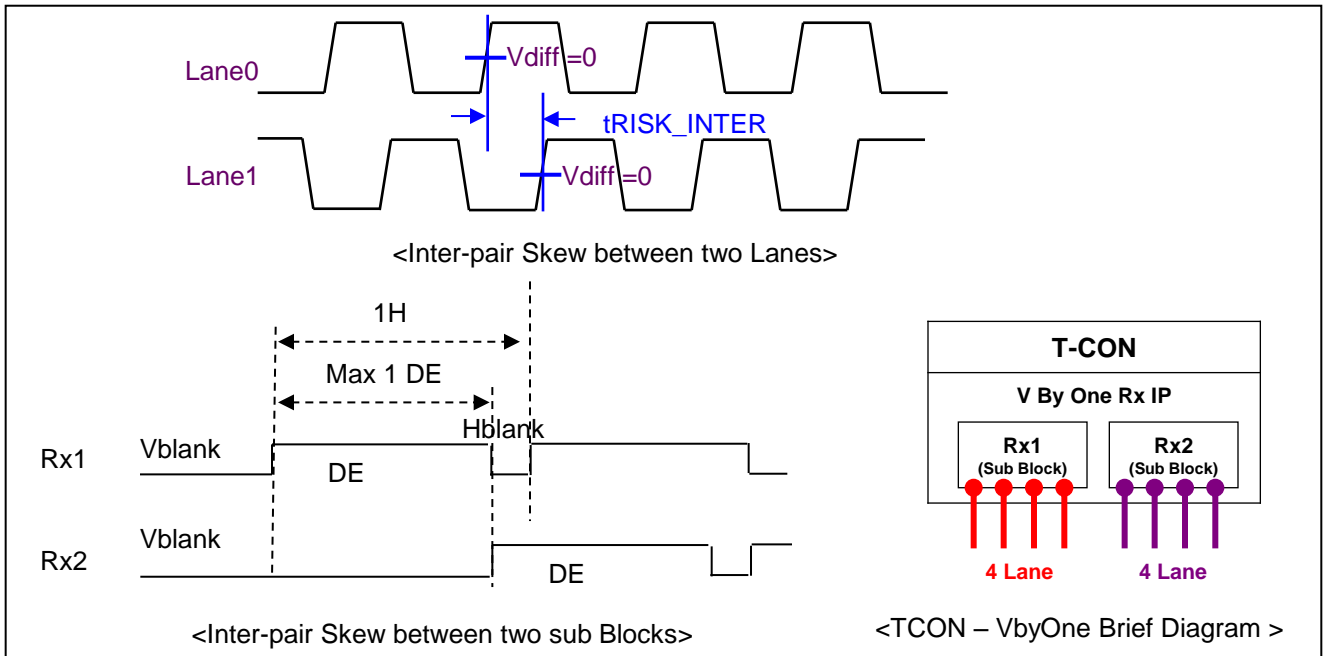 Lane0
Vdiff =0
tRISK_INTER
Lane1
Vdiff =0
<Inter-pair Skew between two Lanes>
1H
Max 1 DE
Hblank
Rx1
Vblank
DE
Rx2
Vblank
DE
<Inter-pair Skew between two sub Blocks>
T-CON
V By One Rx IP
Rx1
(Sub Block)
Rx2
(Sub Block)
4 Lane
4 Lane
<TCON – VbyOne Brief Diagram >